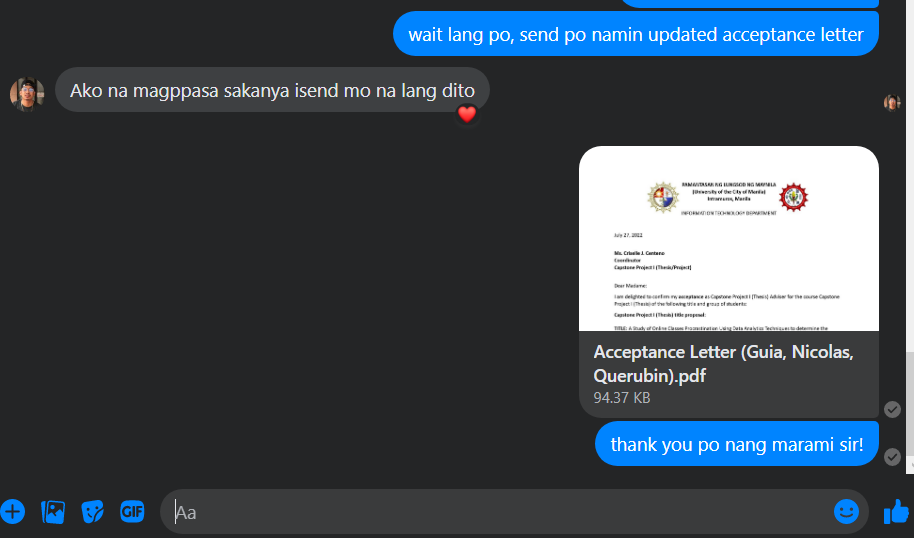 wait lang po, send po namin updated acceptance letter
Ako na magppasa sakanya isend mo na lang dito
PAMANTASAN NG LUNGSOD NG MAYNILA
(University of the City of Manila)
Intramuros, Manila
INFORMATION TECHNOLOGY DEPARTMENT
July 27, 2022
Ms. Criselle J. Centeno
Coordinator
Capstone Project I (Thesis/Project)
Dear Madame:
I am delighted to confirm my acceptance as Capstone Project I (Thesis) Adviser for the course Capstone
Project I (Thesis) of the following title and group of students:
Capstone Project I (Thesis) title proposal:
TITLE: A Study of Online Classes Procrastination Using Data Analytics Techniques to determine the
Acceptance Letter (Guia, Nicolas,
Querubin).pdf
94.37 KB
thank you po nang marami sir!
GIF
Aa